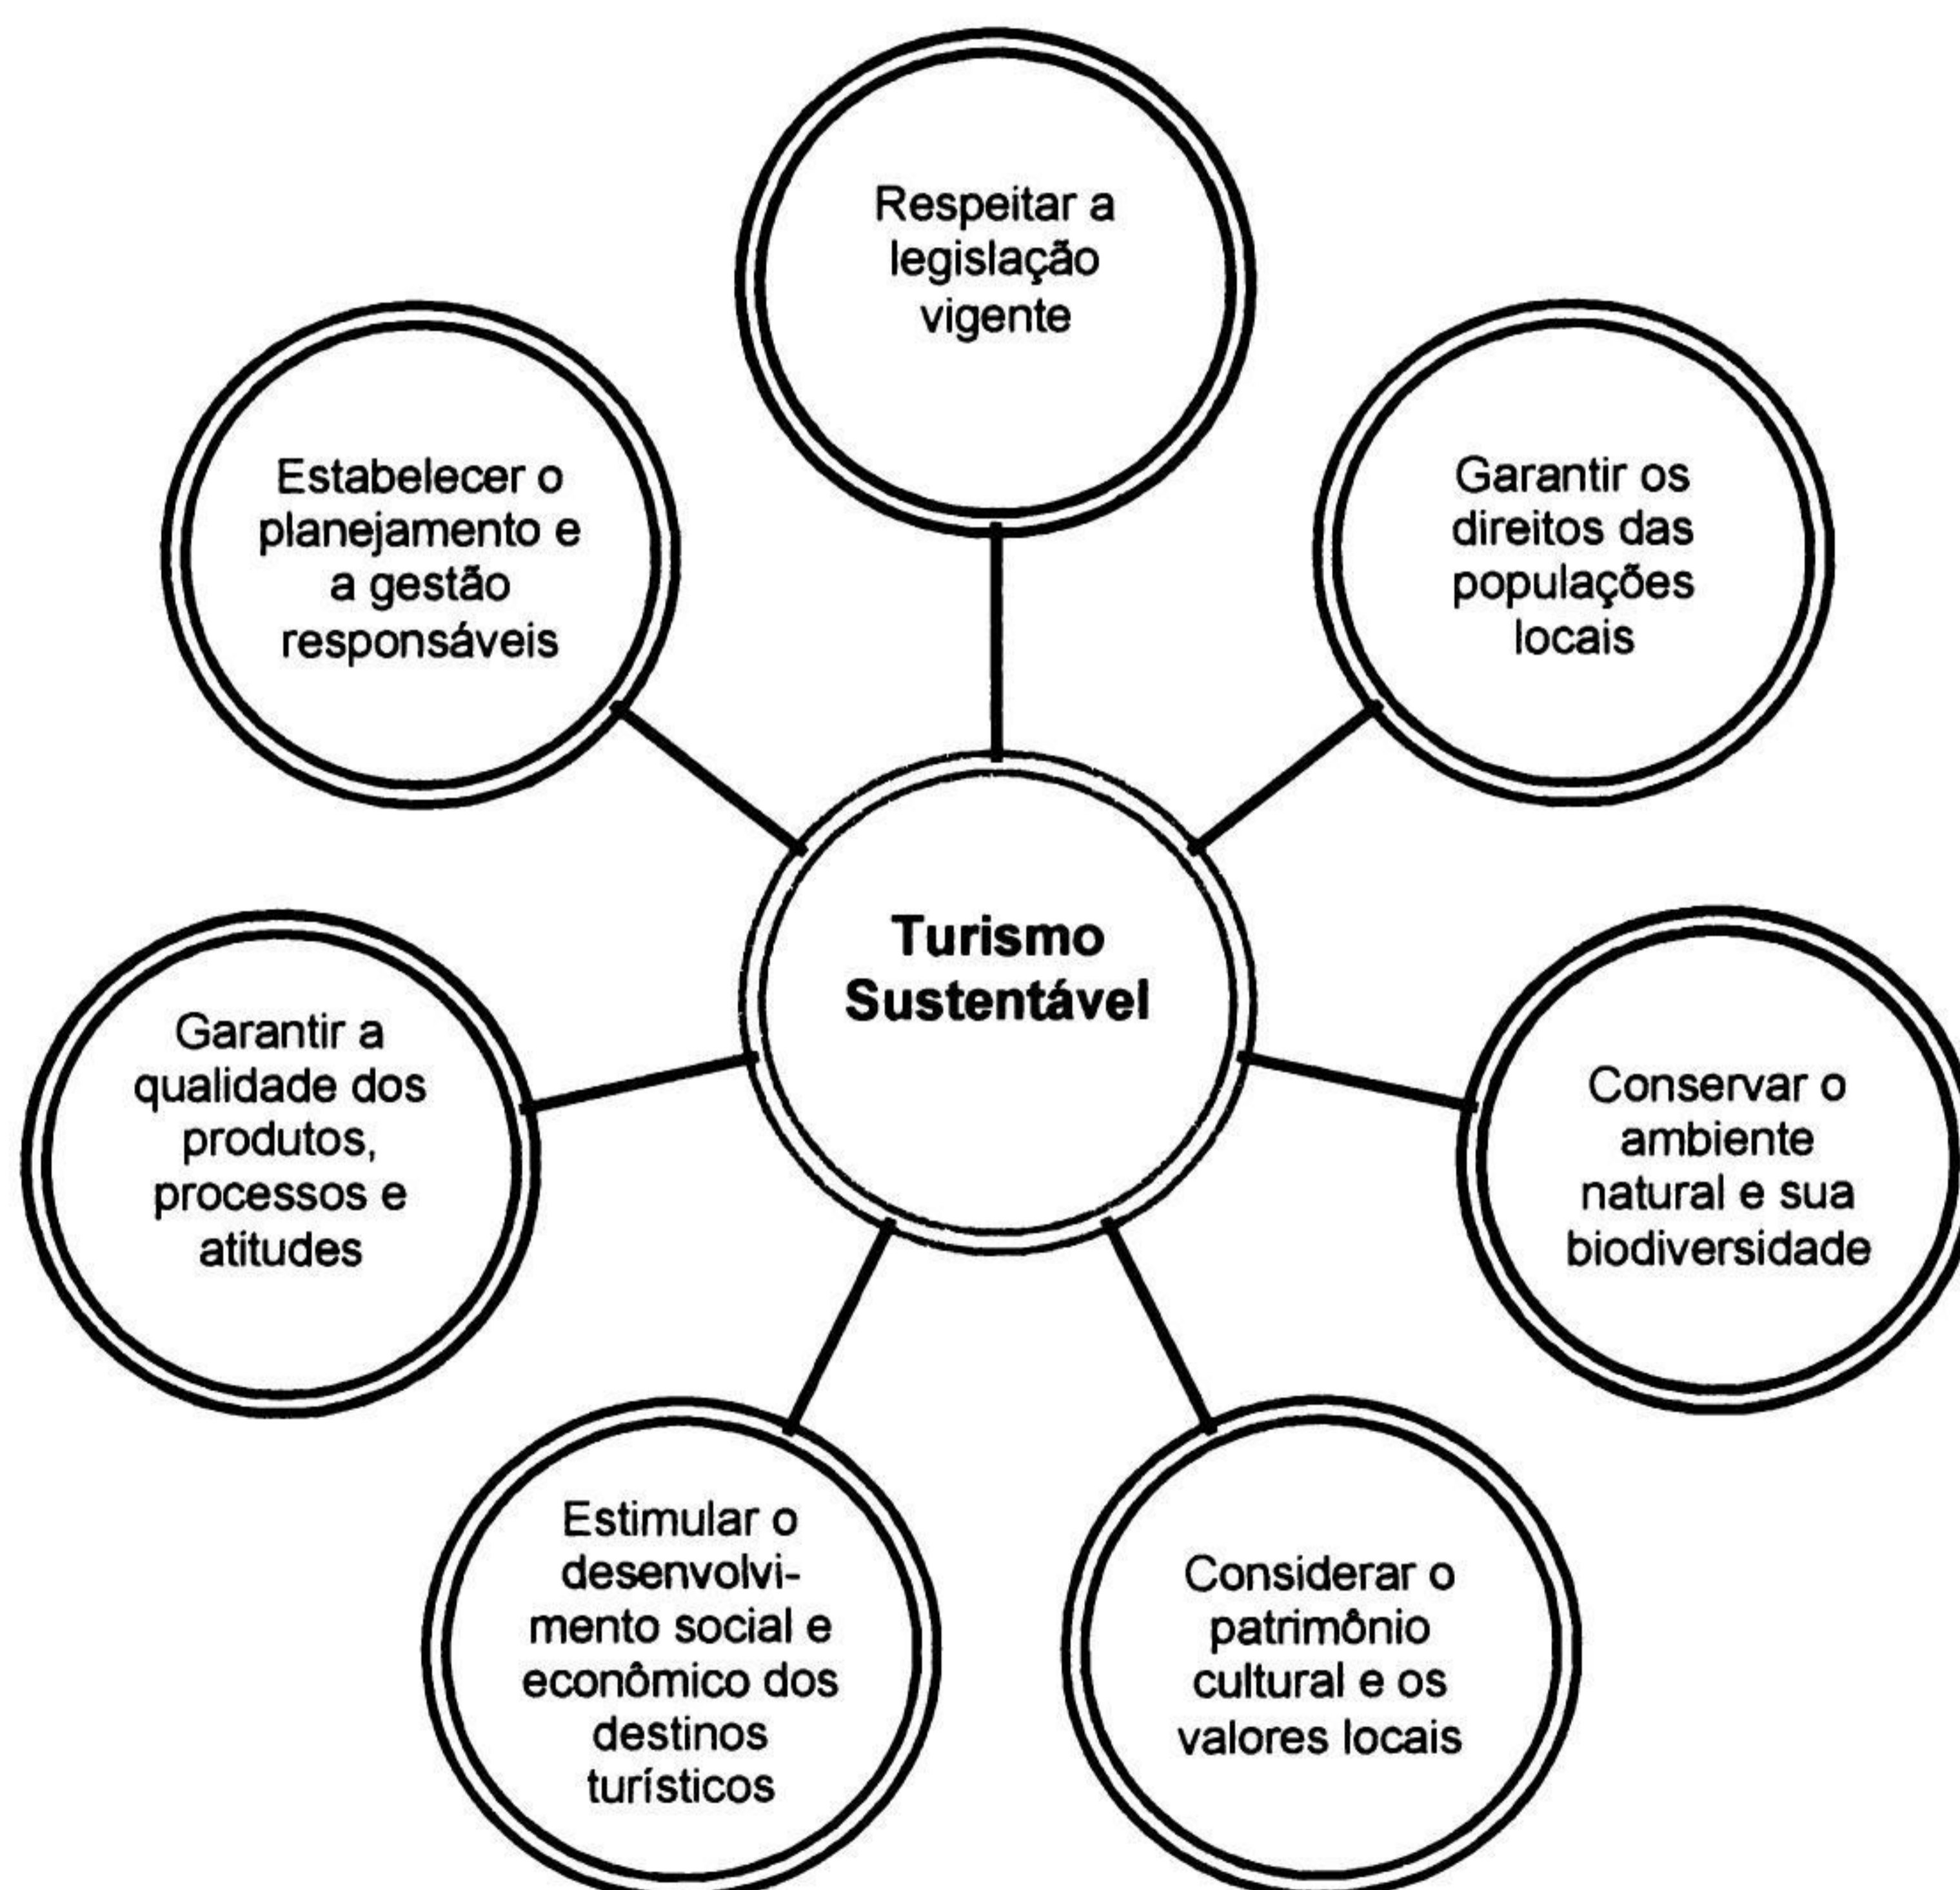 Respeitar a
legislação
vigente
Estabelecer o
planejamento e
a gestão
responsáveis
Garantir os
direitos das
populações
locais
Turismo
Sustentável
Garantir a
qualidade dos
produtos,
processos e
atitudes
Conservar o
ambiente
natural e sua
biodiversidade
Estimular o
desenvolvi-
mento social e
econômico dos
destinos
turísticos
Considerar o
patrimônio
cultural e os
valores locais